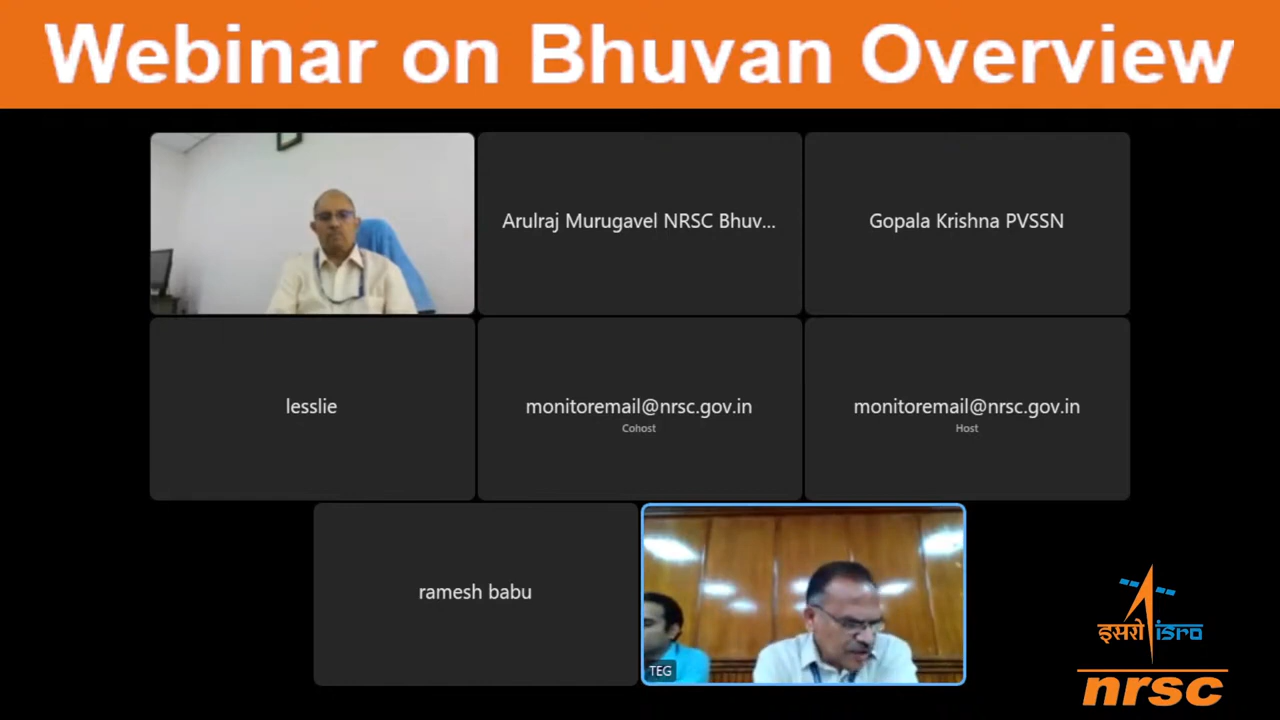 Webinar on Bhuvan Overview
Arulraj Murugavel NRSC Bhuv...
Gopala Krishna PVSSN
lesslie
monitoremail@nrsc.gov.in
Cohost
monitoremail@nrsc.gov.in
Host
ramesh babu
TEG
इसरो isro
nrsc